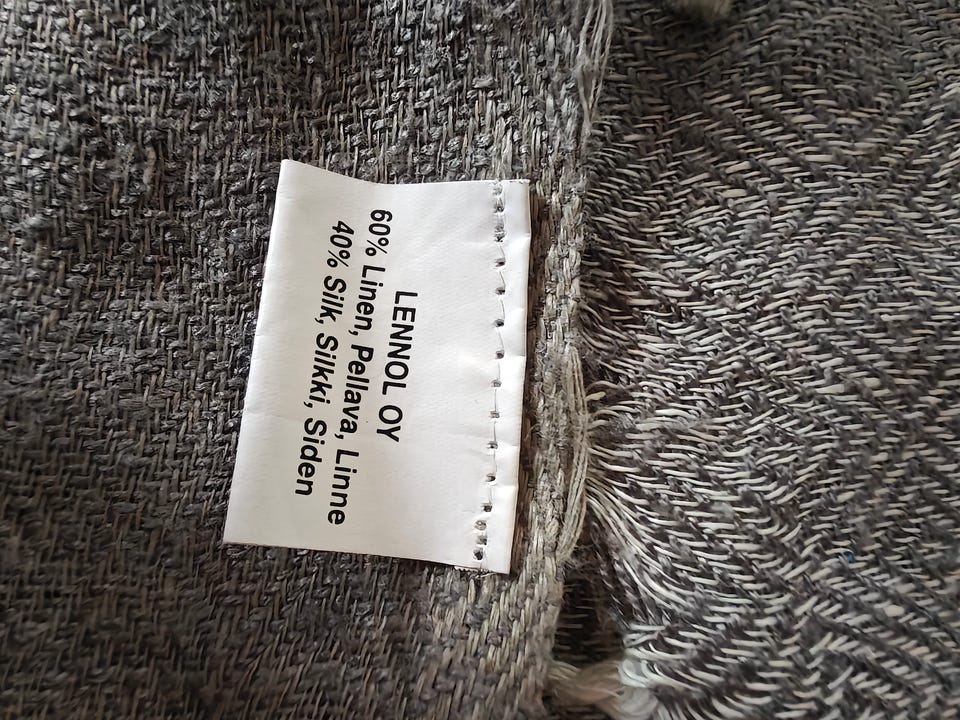 LENNOL OY
60% Linen, Pellava, Linne
40% Silk, Silkki, Siden